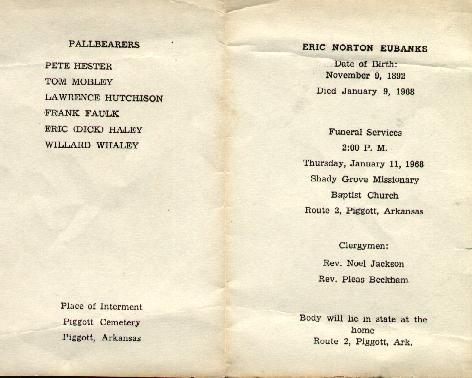 PALLBEARERS
PETE HESTER
TOM MOBLEY
LAWRENCE HUTCHISON
FRANK FAULK
ERIC (DICK) HALEY
WILLARD WHALEY
Place of Interment
Piggott Cemetery
Piggott, Arkansas
ERIC NORTON EUBANKS
Date of Birth:
November 9, 1892
Died January 9, 1968
Funeral Services
2:00 P. M.
Thursday, January 11, 1968
Shady Grove Missionary
Baptist Church
Route 2, Piggott, Arkansas
Clergymen:
Rev. Noel Jackson
Rev. Pleas Beckham
Body will lie in state at the
home
Route 2, Piggott, Ark.